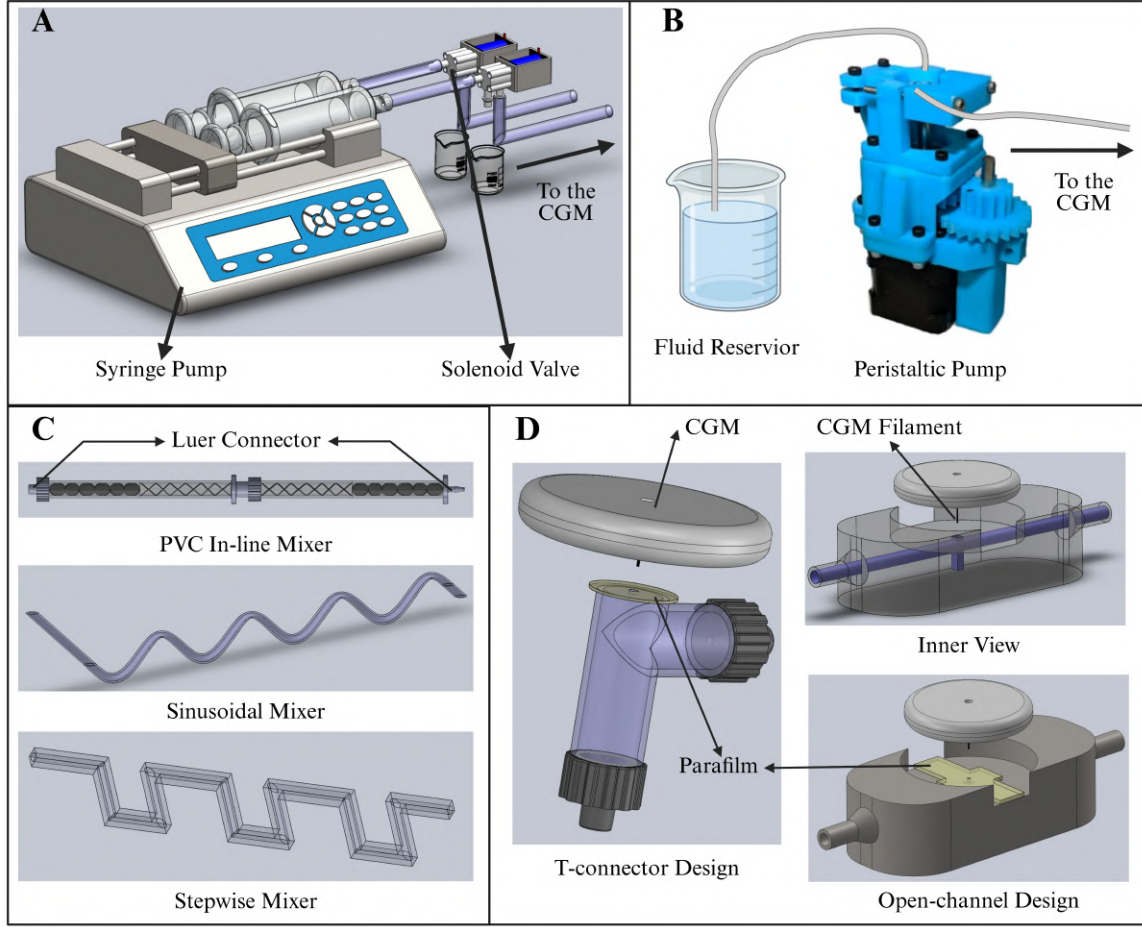 A
To the
CGM
Syringe Pump
Solenoid Valve
B
To the
CGM
Fluid Reservior
Peristaltic Pump
C
Luer Connector
PVC In-line Mixer
Sinusoidal Mixer
Stepwise Mixer
D
CGM
CGM Filament
Inner View
Parafilm
T-connector Design
Open-channel Design